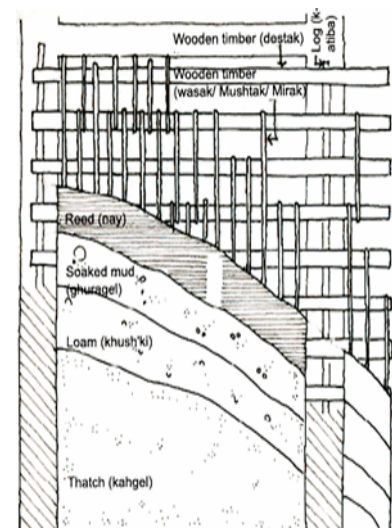 Wooden timber (dostak)
Log (k-
atiba)
Wooden timber
(wasak/ Mushtak/ Mirak)
Reed (nay)
Soaked mud
(ghuragel)
Loam (khush'ki)
Thatch (kahgel)